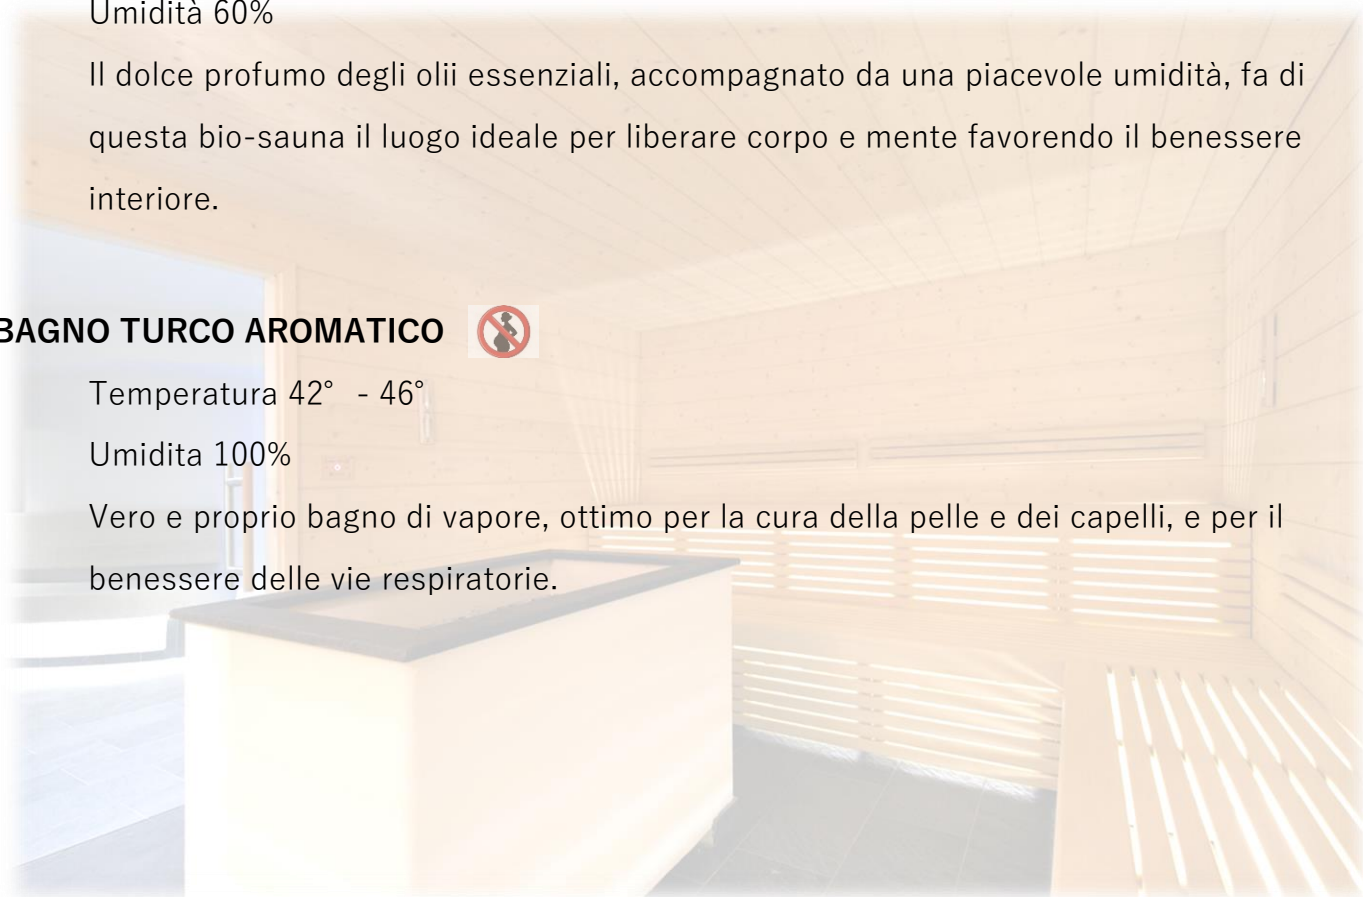 Umidità 60%
Il dolce profumo degli olii essenziali, accompagnato da una piacevole umidità, fa di
questa bio-sauna il luogo ideale per liberare corpo e mente favorendo il benessere
interiore.
BAGNO TURCO AROMATICO
Temperatura 42° - 46°
Umidita 100%
Vero e proprio bagno di vapore, ottimo per la cura della pelle e dei capelli, e per il
benessere delle vie respiratorie.